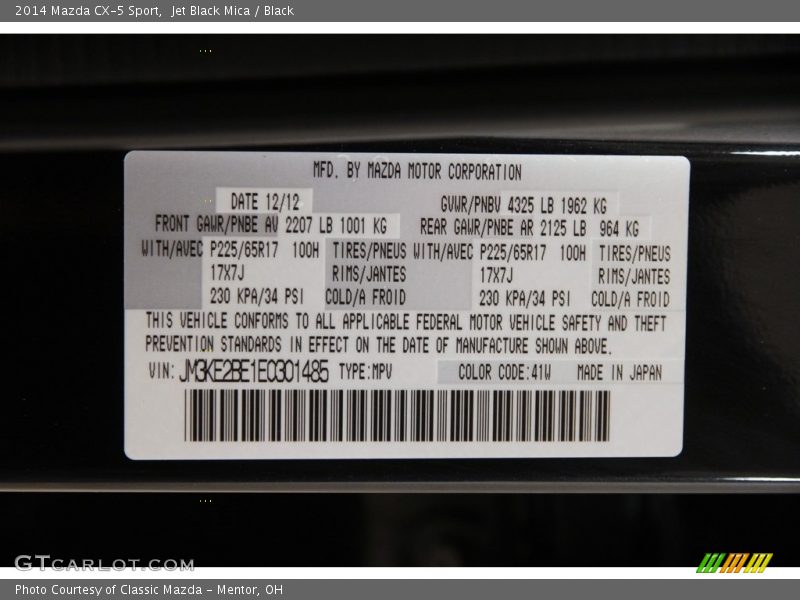 2014 Mazda CX-5 Sport,  Jet Black Mica / Black
MFD. BY MAZDA MOTOR CORPORATION
DATE 12/12 GVWR/PNBV 4325 LB 1962 KG
FRONT GAWR/PNBE AV 2207 LB 1001 KG REAR GAWR/PNBE AR 2125 LB 964 KG
WITH/AVEC P225/65R17 100H TIRES/PNEUS WITH/AVEC P225/65R17 100H TIRES/PNEUS
17X7J RIMS/JANTES 17X7J RIMS/JANTES
230 KPA/34 PSI COLD/A FROID 230 KPA/34 PSI COLD/A FROID
THIS VEHICLE CONFORMS TO ALL APPLICABLE FEDERAL MOTOR VEHICLE SAFETY AND THEFT
PREVENTION STANDARDS IN EFFECT ON THE DATE OF MANUFACTURE SHOWN ABOVE.
VIN: JM3KE2BE1E0301485 TYPE:MPV COLOR CODE:41W MADE IN JAPAN
GTCARLOT.COM
Photo Courtesy of Classic Mazda - Mentor, OH